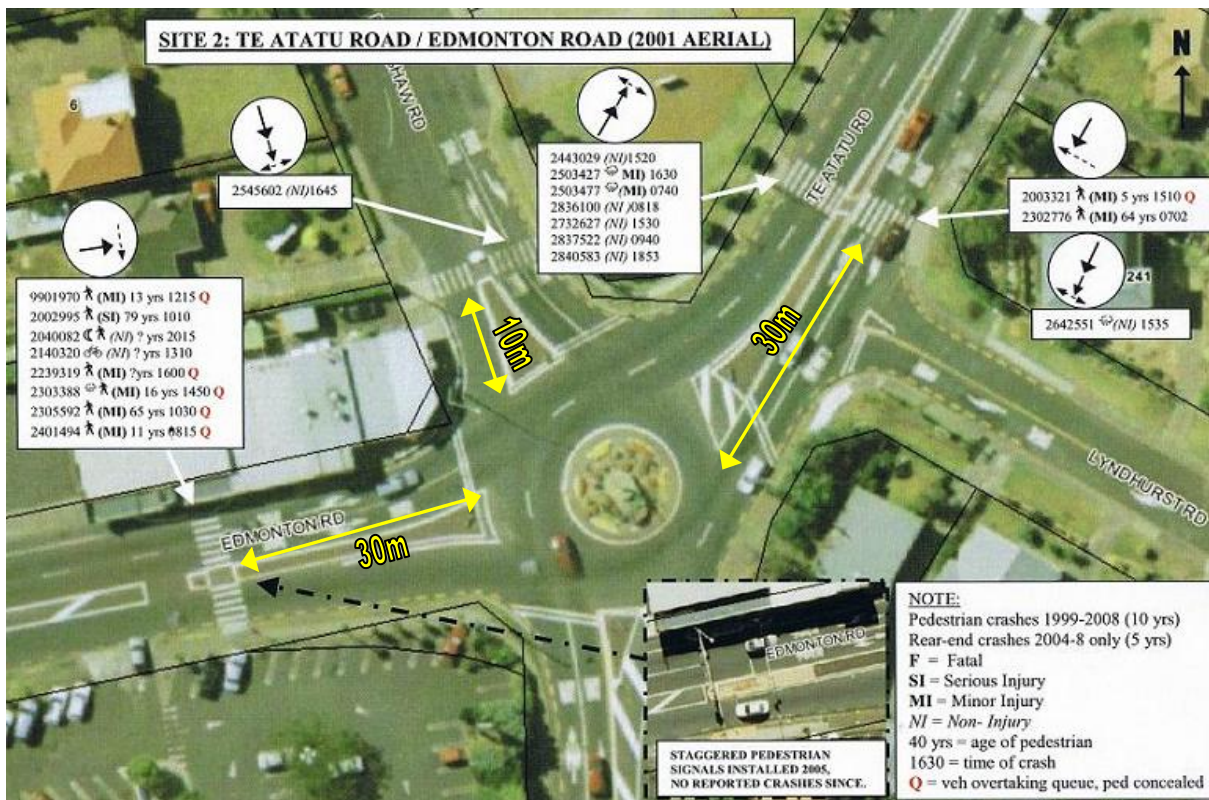 SITE 2: TE ATATU ROAD / EDMONTON ROAD (2001 AERIAL)
N
6
SHAW RD
TE ATATU RD
2545602 (NI)1645
2443029 (NI)1520
2503427 MI) 1630
2503477 (MI) 0740
2836100 (NI )0818
2732627 (NI) 1530
2837522 (NI) 0940
2840583 (NI) 1853
2003321 (MI) 5 yrs 1510 Q
2302776 (MI) 64 yrs 0702
241
2642551 (NI) 1535
9901970 (MI) 13 yrs 1215 Q
2002995 (SI) 79 yrs 1010
2040082 (NI) ? yrs 2015
2140320 (NI) ? yrs 1310
2239319 (MI) ?yrs 1600 Q
2303388 (MI) 16 yrs 1450 Q
2305592 (MI) 65 yrs 1030 Q
2401494 (MI) 11 yrs 0815 Q
10m
30m
LYNDHURST RD
EDMONTON RD
30m
EDMONTON RD
STAGGERED PEDESTRIAN
SIGNALS INSTALLED 2005,
NO REPORTED CRASHES SINCE..
NOTE:
Pedestrian crashes 1999-2008 (10 yrs)
Rear-end crashes 2004-8 only (5 yrs)
F = Fatal
SI = Serious Injury
MI = Minor Injury
NI = Non- Injury
40 yrs = age of pedestrian
1630 = time of crash
Q = veh overtaking queue, ped concealed